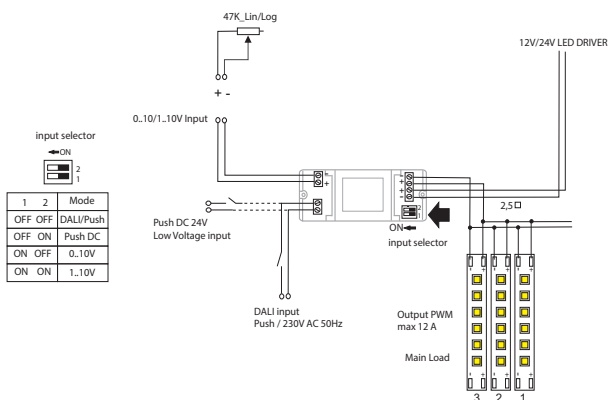 47K_Lin/Log
12V/24V LED DRIVER
+ -
0..10/1..10V Input
input selector
ON
2
1
1 2 Mode
OFF OFF DALI/Push
OFF ON Push DC
ON OFF 0..10V
ON ON 1..10V
-
+
-
+
+
-
2
1
ON
input selector
2,5
Push DC 24V
Low Voltage input
DALI input
Push / 230V AC 50Hz
Output PWM
max 12 A
Main Load
- + - + - +
- + - + - +
3 2 1